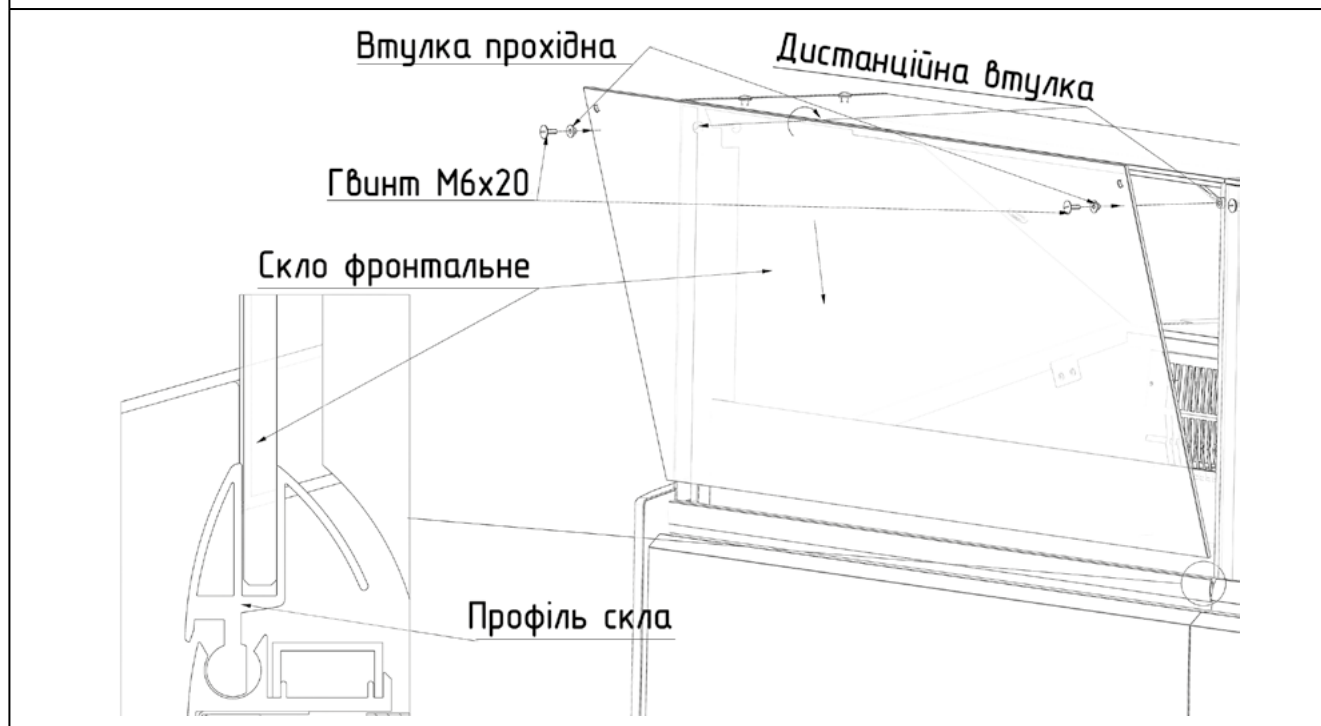 Втулка прохідна
Дистанційна втулка
Гвинт М6х20
Скло фронтальне
Профіль скла